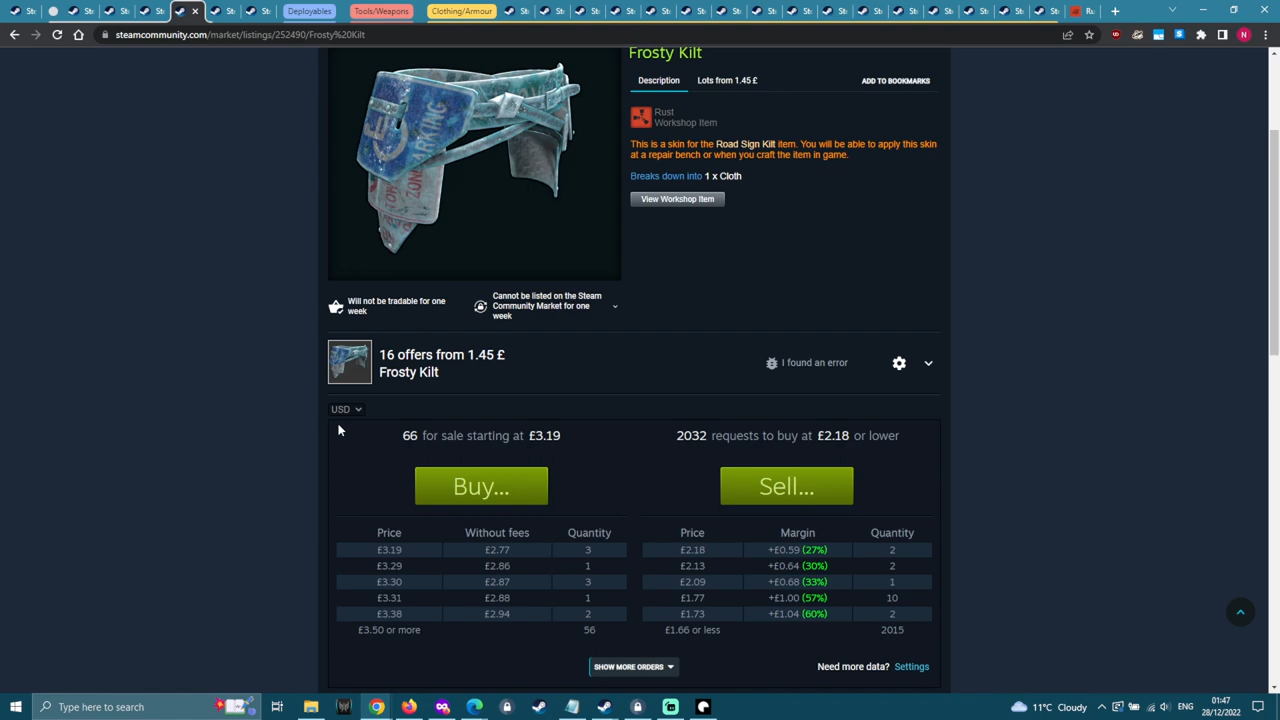 Deployables
Tools/Weapons
Clothing/Armour
steamcommunity.com/market/listings/252490/Frosty%20Kilt
Frosty Kilt
Description
Lots from 1.45 £
ADD TO BOOKMARKS
Rust
Workshop Item
This is a skin for the Road Sign Kilt item. You will be able to apply this skin
at a repair bench or when you craft the item in game.
Breaks down into 1 x Cloth
View Workshop Item
Will not be tradable for one
week
Cannot be listed on the Steam
Community Market for one
week
16 offers from 1.45 £
Frosty Kilt
I found an error
USD
66 for sale starting at £3.19
2032 requests to buy at £2.18 or lower
Buy...
Sell...
Price Without fees Quantity
£3.19 £2.77 3
£3.29 £2.86 1
£3.30 £2.87 3
£3.31 £2.88 1
£3.38 £2.94 2
£3.50 or more 56
Price Margin Quantity
£2.18 +£0.59 (27%) 2
£2.13 +£0.64 (30%) 2
£2.09 +£0.68 (33%) 1
£1.77 +£1.00 (57%) 10
£1.73 +£1.04 (60%) 2
£1.66 or less 2015
SHOW MORE ORDERS
Need more data? Settings
Type here to search
11°C Cloudy
ENG
01:47
28/12/2022